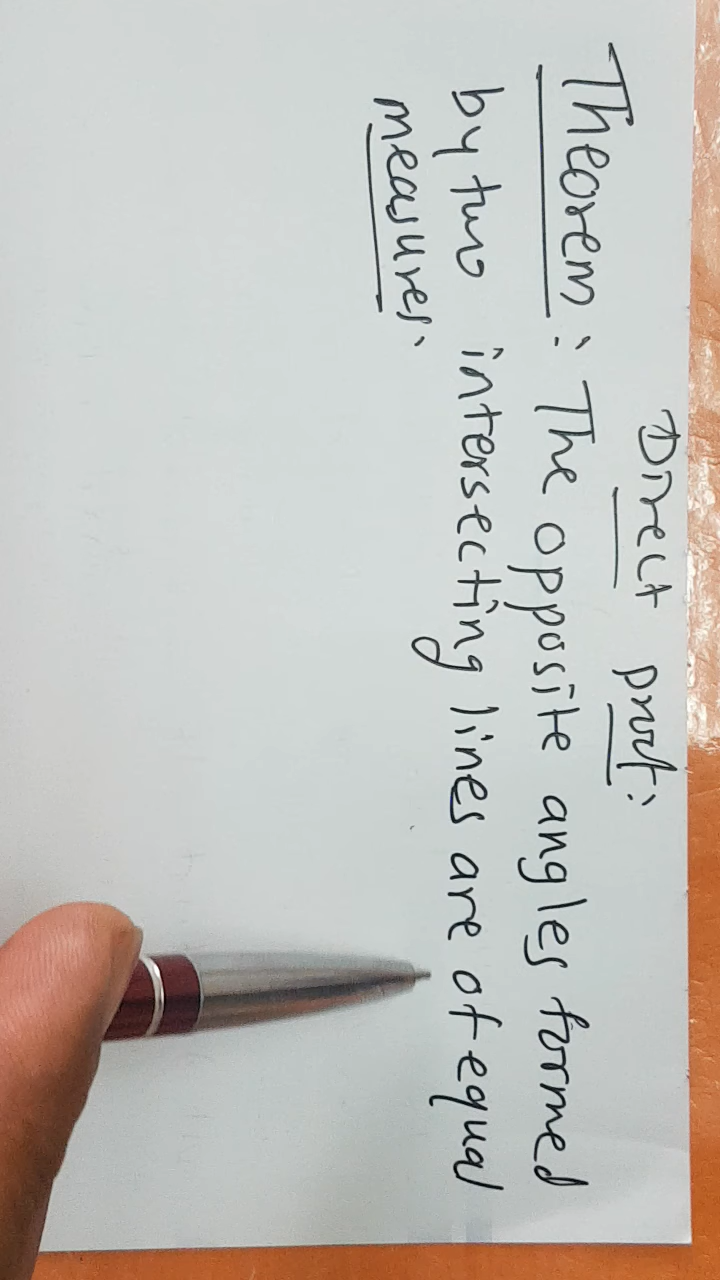 Direct proof:
Theorem: The opposite angles formed
by two intersecting lines are of equal
measures.